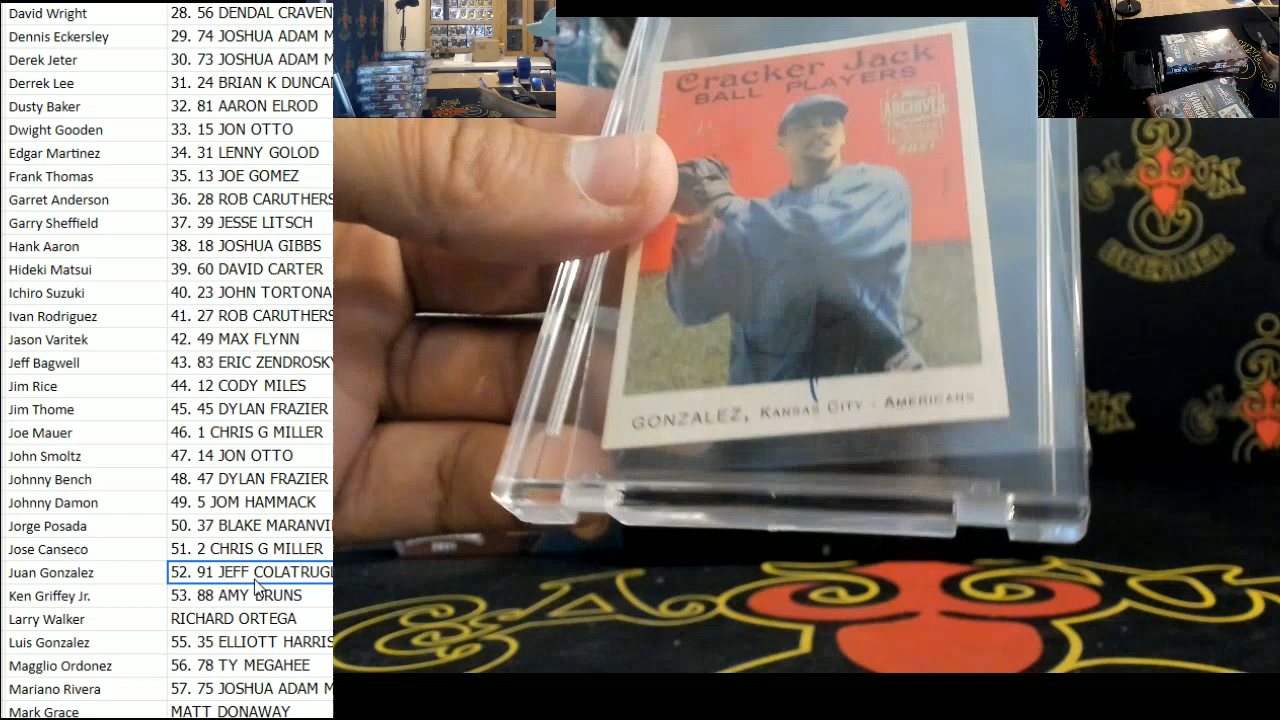 David Wright 28. 56 DENDAL CRAVEN
Dennis Eckersley 29. 74 JOSHUA ADAM M
Derek Jeter 30. 73 JOSHUA ADAM M
Derrek Lee 31. 24 BRIAN K DUNCAN
Dusty Baker 32. 81 AARON ELROD
Dwight Gooden 33. 15 JON OTTO
Edgar Martinez 34. 31 LENNY GOLOD
Frank Thomas 35. 13 JOE GOMEZ
Garret Anderson 36. 28 ROB CARUTHERS
Garry Sheffield 37. 39 JESSE LITSCH
Hank Aaron 38. 18 JOSHUA GIBBS
Hideki Matsui 39. 60 DAVID CARTER
Ichiro Suzuki 40. 23 JOHN TORTONA
Ivan Rodriguez 41. 27 ROB CARUTHERS
Jason Varitek 42. 49 MAX FLYNN
Jeff Bagwell 43. 83 ERIC ZENDROSKY
Jim Rice 44. 12 CODY MILES
Jim Thome 45. 45 DYLAN FRAZIER
Joe Mauer 46. 1 CHRIS G MILLER
John Smoltz 47. 14 JON OTTO
Johnny Bench 48. 47 DYLAN FRAZIER
Johnny Damon 49. 5 JOM HAMMACK
Jorge Posada 50. 37 BLAKE MARANVI
Jose Canseco 51. 2 CHRIS G MILLER
Juan Gonzalez 52. 91 JEFF COLATRUGL
Ken Griffey Jr. 53. 88 AMY BRUNS
Larry Walker RICHARD ORTEGA
Luis Gonzalez 55. 35 ELLIOTT HARRIS
Magglio Ordonez 56. 78 TY MEGAHEE
Mariano Rivera 57. 75 JOSHUA ADAM M
Mark Grace MATT DONAWAY
Cracker Jack
BALL PLAYERS
ARCHIVES
GONZALEZ, KANSAS CITY - AMERICANS